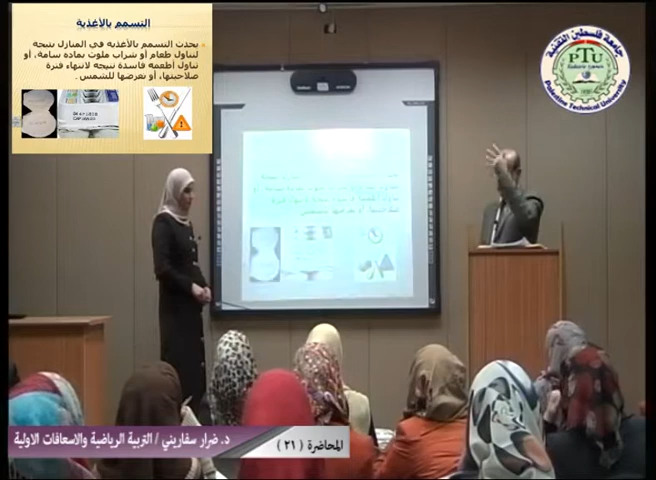 التسمم بالأغذية
يحدث التسمم بالأغذية في المنازل نتيجة
لتناول طعام أو شراب ملوث بمادة سامة، أو
تناول أطعمة فاسدة نتيجة لانتهاء فترة
صلاحيتها، أو تعرضها للشمس .
جامعة فلسطين التقنية
PTU
Palestine Technical University
د. ضرار سفاريني / التربية الرياضية والاسعافات الاولية
المحاضرة ( ٢١ )